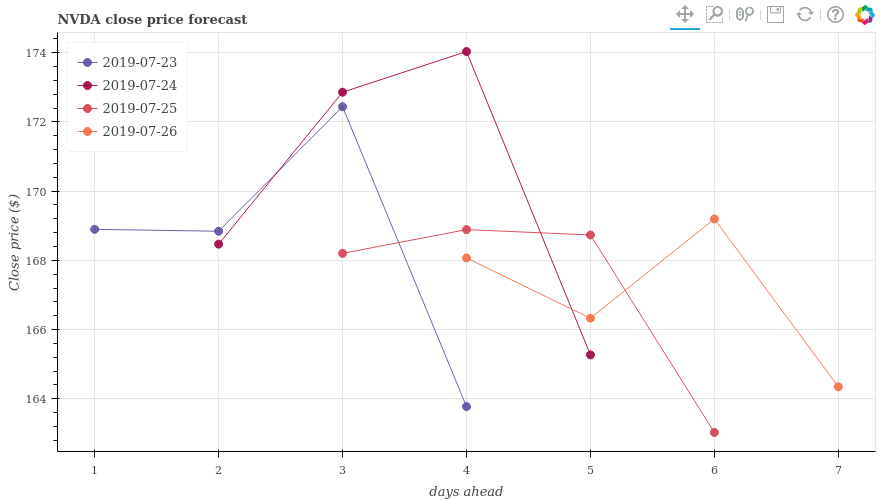 NVDA close price forecast
2019-07-23
2019-07-24
2019-07-25
2019-07-26
Close price ($)
174
172
170
168
166
164
1 2 3 4 5 6 7
days ahead